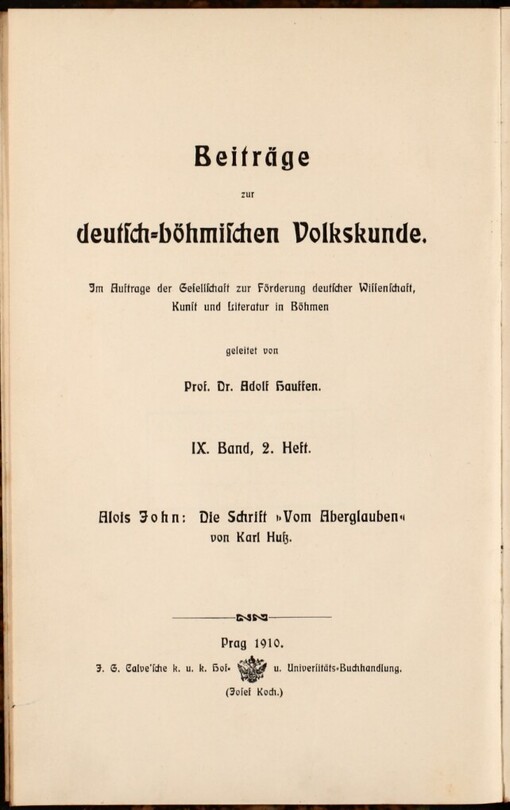 Beiträge
zur
deutſch-böhmiſchen Volkskunde.
Im Auftrage der Geſellſchaft zur Förderung deutſcher Wiſſenſchaft,
Kunſt und Literatur in Böhmen
geleitet von
Prof. Dr. Adolf Hauffen.
IX. Band, 2. Heft.
Alois John: Die Schrift »Vom Aberglauben«
von Karl Huß.
Prag 1910.
J. G. Calve'ſche k. u. k. Hof- u. Univerſitäts-Buchhandlung.
(Joſef Koch.)